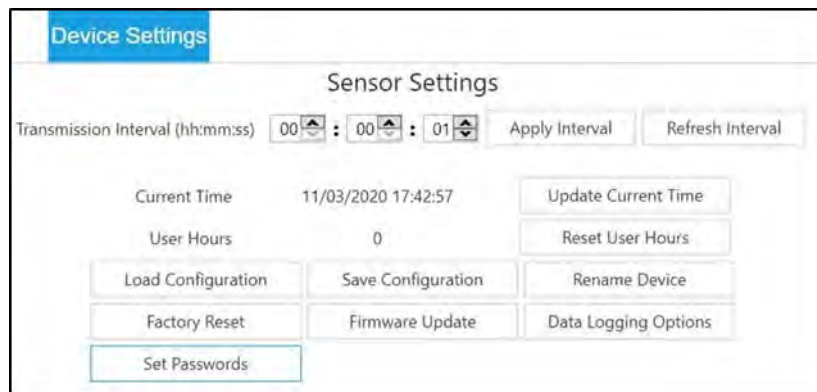 Device Settings
Sensor Settings
Transmission Interval (hh:mm:ss) 00 : 00 : 01 Apply Interval Refresh Interval
Current Time 11/03/2020 17:42:57 Update Current Time
User Hours 0 Reset User Hours
Load Configuration Save Configuration Rename Device
Factory Reset Firmware Update Data Logging Options
Set Passwords